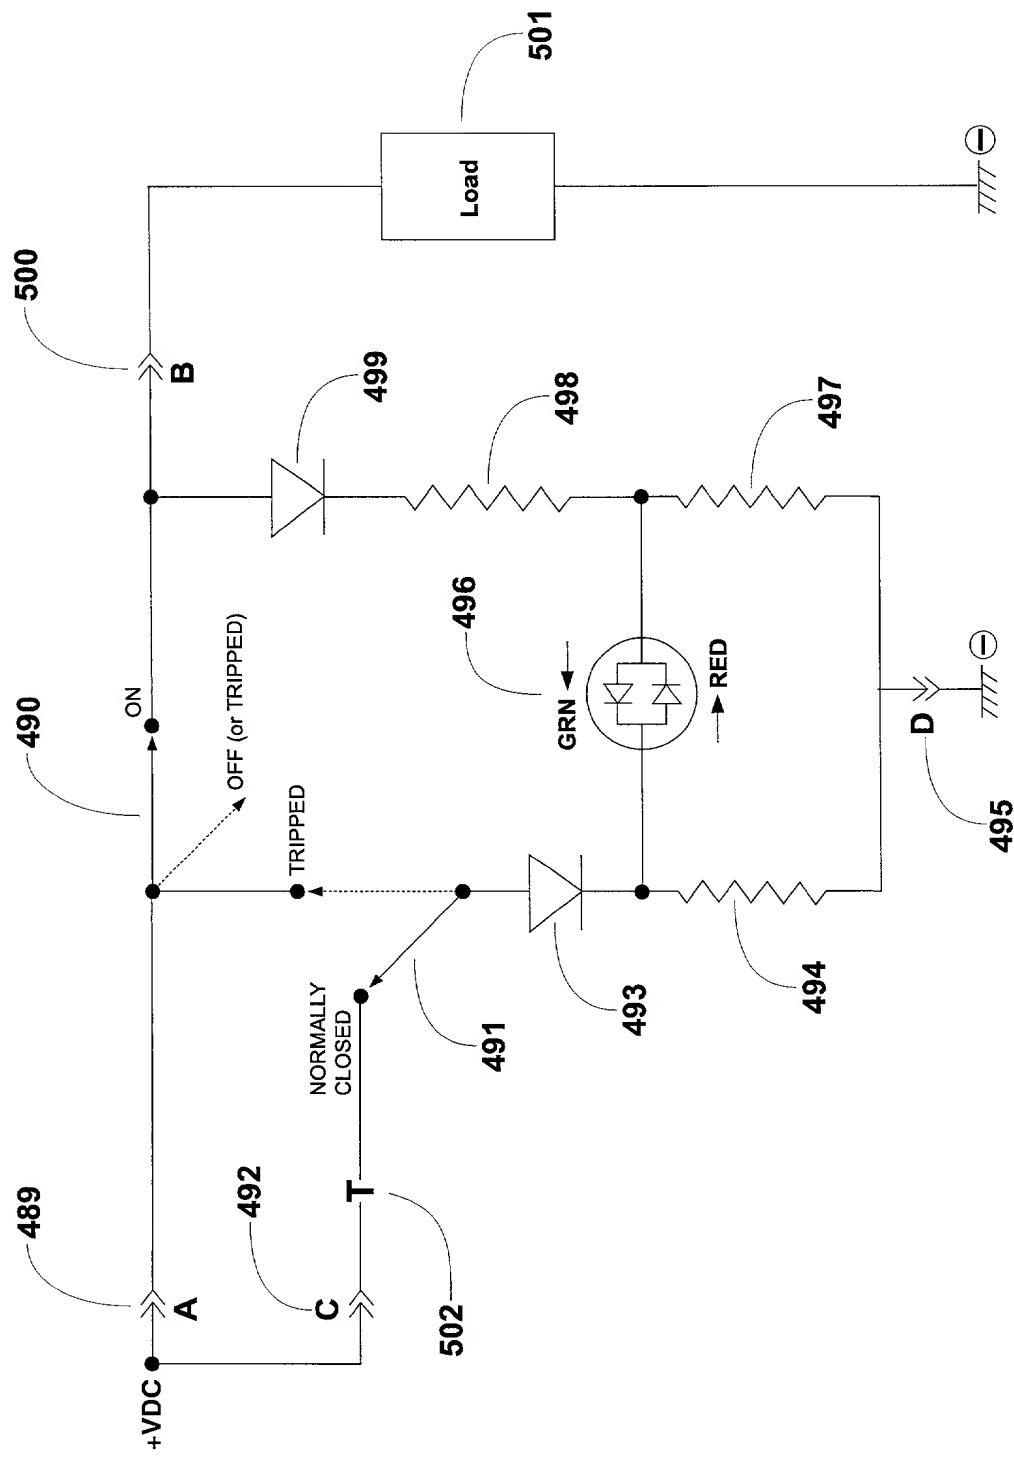 489
490
500
ON
+VDC
A
B
OFF (or TRIPPED)
492
TRIPPED
NORMALLY
CLOSED
C
T
499
502
496
Load
491
501
GRN
498
493
RED
494
497
D
495